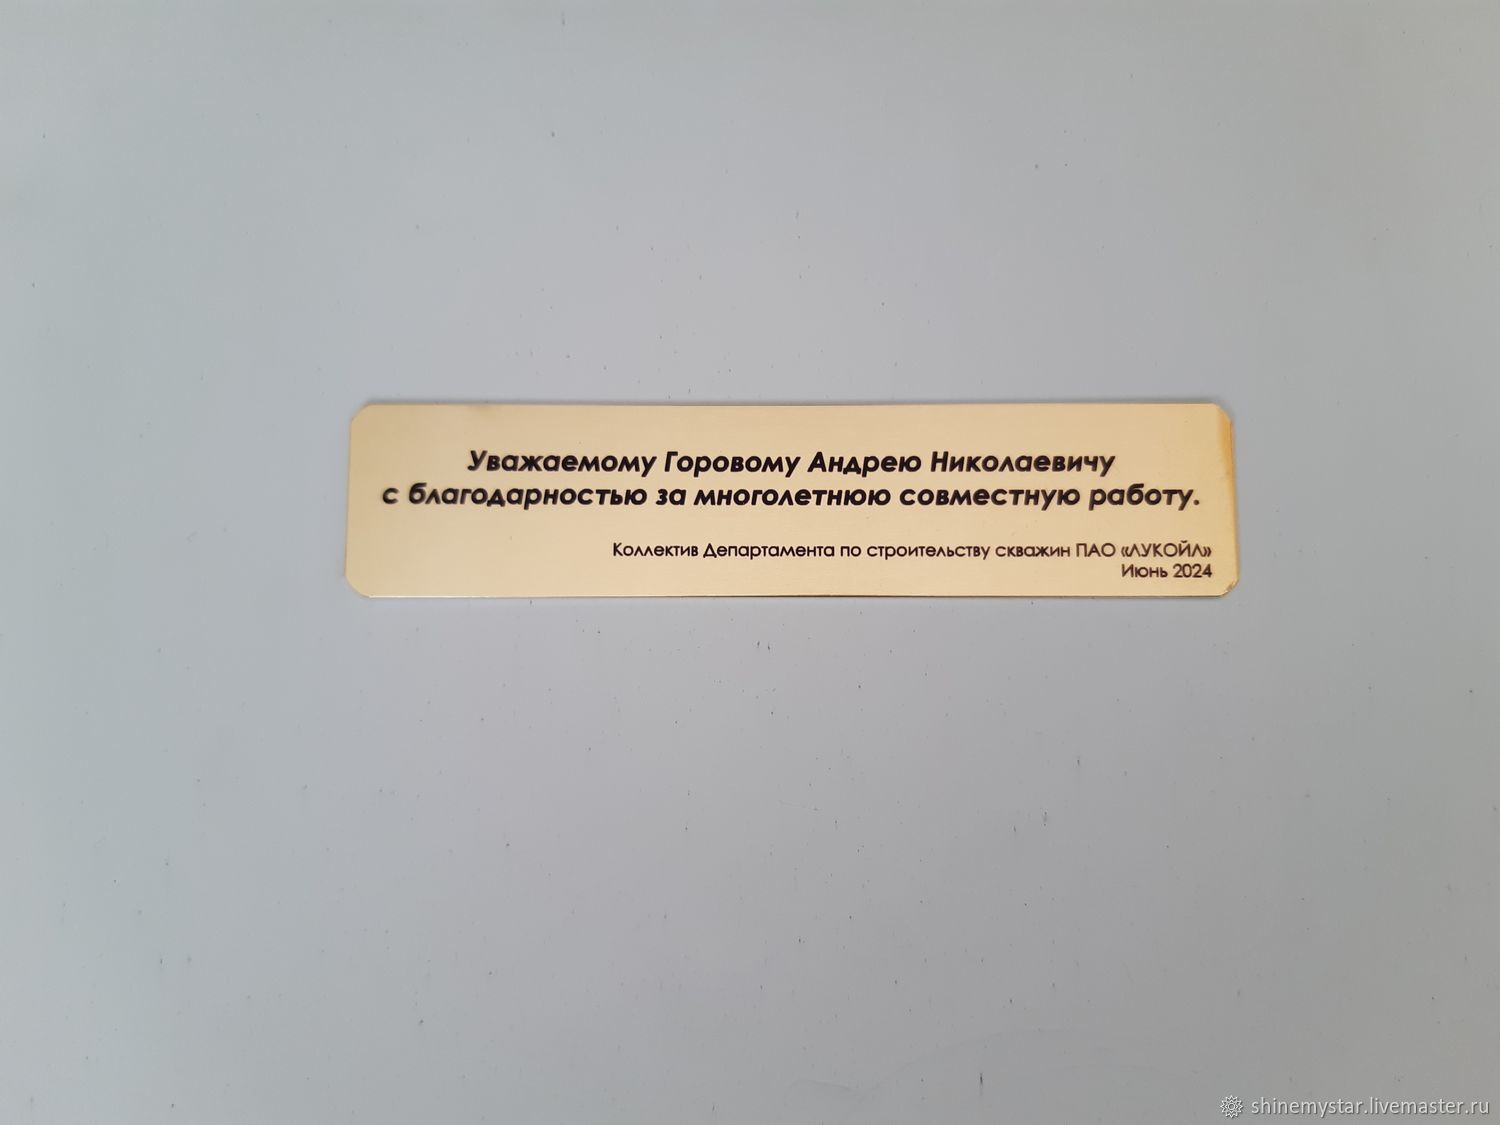 Уважаемому Горовому Андрею Николаевичу
с благодарностью за многолетнюю совместную работу.
Коллектив Департамента по строительству скважин ПАО «ЛУКОЙЛ»
Июнь 2024
shinemystar.livemaster.ru